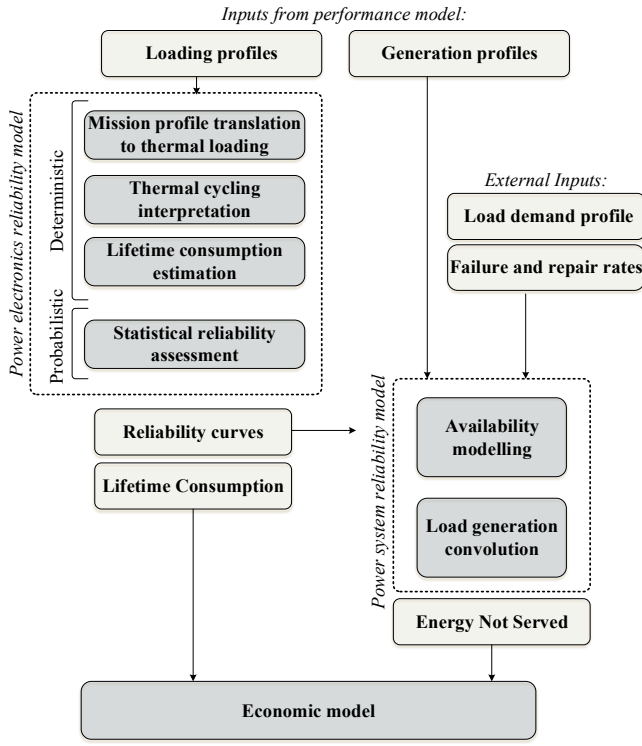 Inputs from performance model:
Loading profiles
Generation profiles
Power electronics reliability model
Deterministic
Mission profile translation
to thermal loading
Thermal cycling
interpretation
Lifetime consumption
estimation
Probabilistic
Statistical reliability
assessment
External Inputs:
Load demand profile
Failure and repair rates
Reliability curves
Lifetime Consumption
Power system reliability model
Availability
modelling
Load generation
convolution
Energy Not Served
Economic model